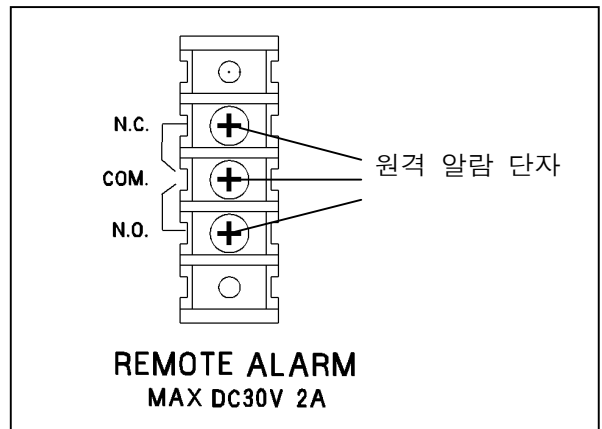 N.C.
COM.
N.O.
원격 알람 단자
REMOTE ALARM
MAX DC30V 2A